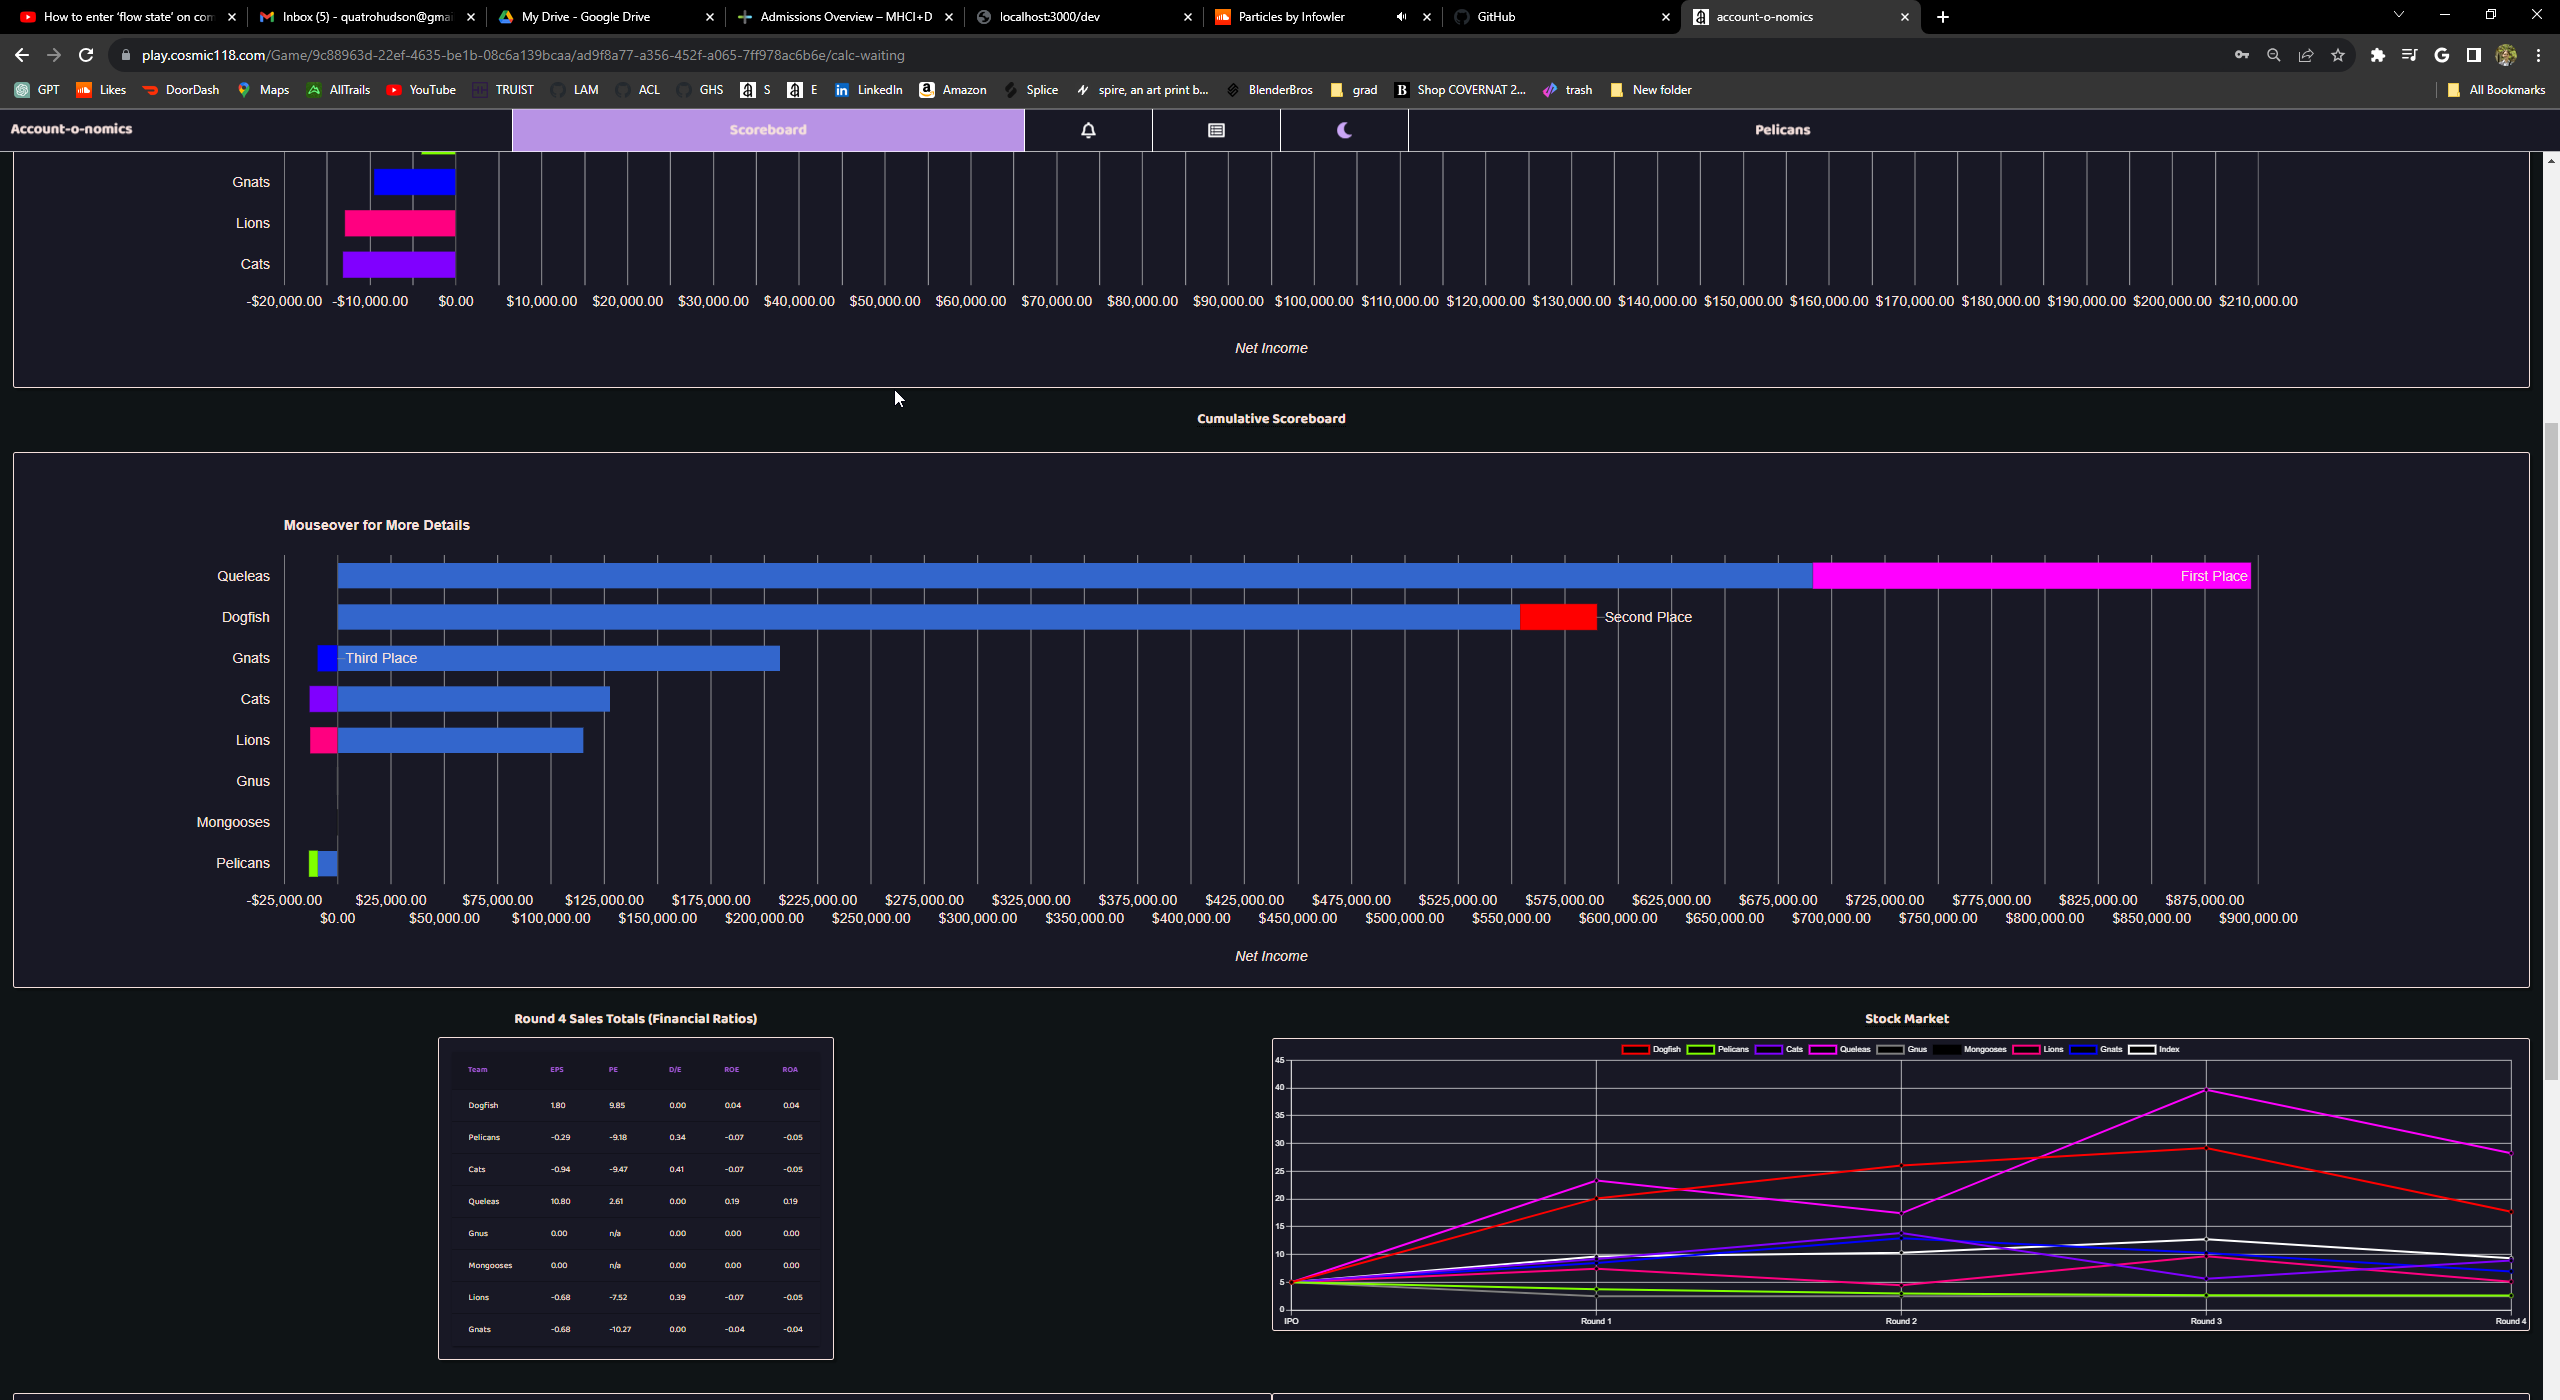 How to enter 'flow state' on com
Inbox (5) - quatrohudson@gmai
My Drive - Google Drive
Admissions Overview – MHCI+D
localhost:3000/dev
Particles by Infowler
GitHub
account-o-nomics
play.cosmic118.com/Game/9c88963d-22ef-4635-be1b-08c6a139bcaa/ad9f8a77-a356-452f-a065-7ff978ac6b6e/calc-waiting
GPT Likes DoorDash Maps AllTrails YouTube TRUIST LAM ACL GHS S E LinkedIn Amazon Splice spire, an art print b... BlenderBros grad Shop COVERNAT 2... trash New folder All Bookmarks
Account-o-nomics Scoreboard Pelicans
Gnats
Lions
Cats
-$20,000.00 -$10,000.00 $0.00 $10,000.00 $20,000.00 $30,000.00 $40,000.00 $50,000.00 $60,000.00 $70,000.00 $80,000.00 $90,000.00 $100,000.00 $110,000.00 $120,000.00 $130,000.00 $140,000.00 $150,000.00 $160,000.00 $170,000.00 $180,000.00 $190,000.00 $200,000.00 $210,000.00
Net Income
Cumulative Scoreboard
Mouseover for More Details
Queleas First Place
Dogfish Second Place
Gnats Third Place
Cats
Lions
Gnus
Mongooses
Pelicans
-$25,000.00 $25,000.00 $75,000.00 $125,000.00 $175,000.00 $225,000.00 $275,000.00 $325,000.00 $375,000.00 $425,000.00 $475,000.00 $525,000.00 $575,000.00 $625,000.00 $675,000.00 $725,000.00 $775,000.00 $825,000.00 $875,000.00
$0.00 $50,000.00 $100,000.00 $150,000.00 $200,000.00 $250,000.00 $300,000.00 $350,000.00 $400,000.00 $450,000.00 $500,000.00 $550,000.00 $600,000.00 $650,000.00 $700,000.00 $750,000.00 $800,000.00 $850,000.00 $900,000.00
Net Income
Round 4 Sales Totals (Financial Ratios)
Team EPS PE D/E ROE ROA
Dogfish 1.80 9.85 0.00 0.04 0.04
Pelicans -0.29 -9.18 0.34 -0.07 -0.05
Cats -0.94 -9.47 0.41 -0.07 -0.05
Queleas 10.80 2.61 0.00 0.19 0.19
Gnus 0.00 n/a 0.00 0.00 0.00
Mongooses 0.00 n/a 0.00 0.00 0.00
Lions -0.68 -7.52 0.39 -0.07 -0.05
Gnats -0.68 -10.27 0.00 -0.04 -0.04
Stock Market
Dogfish Pelicans Cats Queleas Gnus Mongooses Lions Gnats Index
45
40
35
30
25
20
15
10
5
0
IPO Round 1 Round 2 Round 3 Round 4